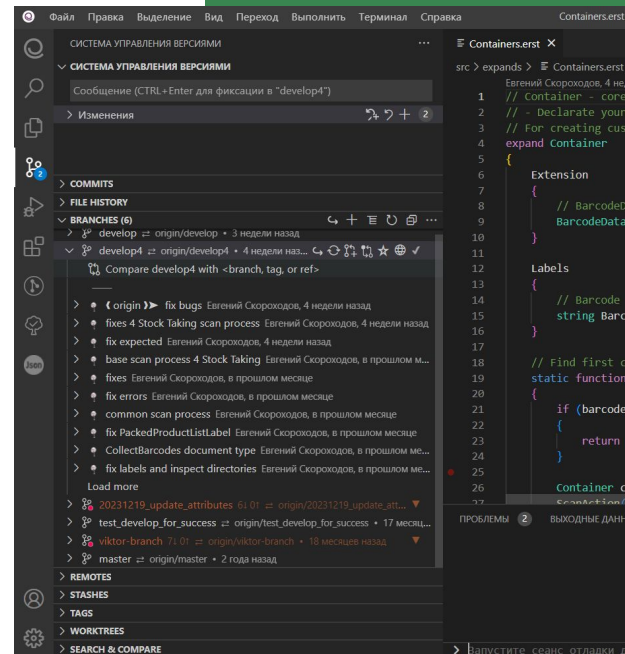 Файл Правка Выделение Вид Переход Выполнить Терминал Справка Containers.erst
СИСТЕМА УПРАВЛЕНИЯ ВЕРСИЯМИ ...
СИСТЕМА УПРАВЛЕНИЯ ВЕРСИЯМИ
Сообщение (CTRL+Enter для фиксации в "develop4")
Изменения 2
2
COMMITS
FILE HISTORY
BRANCHES (6) ...
develop ⇄ origin/develop • 3 недели назад
develop4 ⇄ origin/develop4 • 4 недели наз...
Compare develop4 with <branch, tag, or ref>
origin fix bugs Евгений Скороходов, 4 недели назад
fixes 4 Stock Taking scan process Евгений Скороходов, 4 недели назад
fix expected Евгений Скороходов, 4 недели назад
base scan process 4 Stock Taking Евгений Скороходов, в прошлом м...
fixes Евгений Скороходов, в прошлом месяце
fix errors Евгений Скороходов, в прошлом месяце
common scan process Евгений Скороходов, в прошлом месяце
fix PackedProductListLabel Евгений Скороходов, в прошлом месяце
CollectBarcodes document type Евгений Скороходов, в прошлом ме...
fix labels and inspect directories Евгений Скороходов, в прошлом ме...
Load more
20231219_update_attributes 6↓ 0↑ ⇄ origin/20231219_update_att...
test_develop_for_success ⇄ origin/test_develop_for_success • 17 месяц...
viktor-branch 7↓ 0↑ ⇄ origin/viktor-branch • 18 месяцев назад
master ⇄ origin/master • 2 года назад
REMOTES
STASHES
TAGS
WORKTREES
SEARCH & COMPARE
Json
Containers.erst
src > expands > Containers.erst
Евгений Скороходов, 4 нед
1 // Container - core
2 // - Declare your
3 // For creating cus
4 expand Container
5 {
6 Extension
7 {
8 // BarcodeD
9 BarcodeData
10 }
11
12 Labels
13 {
14 // Barcode
15 string Barc
16 }
17
18 // Find first c
19 static function
20 {
21 if (barcode
22 {
23 return
24 }
25
26 Container c
27 ScanAction(
ПРОБЛЕМЫ 2 ВЫХОДНЫЕ ДАНН
Запустите сеанс отладки д